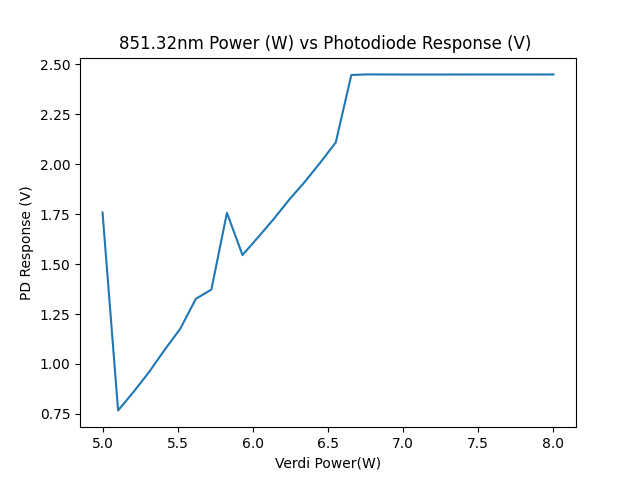 851.32nm Power (W) vs Photodiode Response (V)
2.50
2.25
2.00
1.75
1.50
1.25
1.00
0.75
PD Response (V)
5.0 5.5 6.0 6.5 7.0 7.5 8.0
Verdi Power(W)